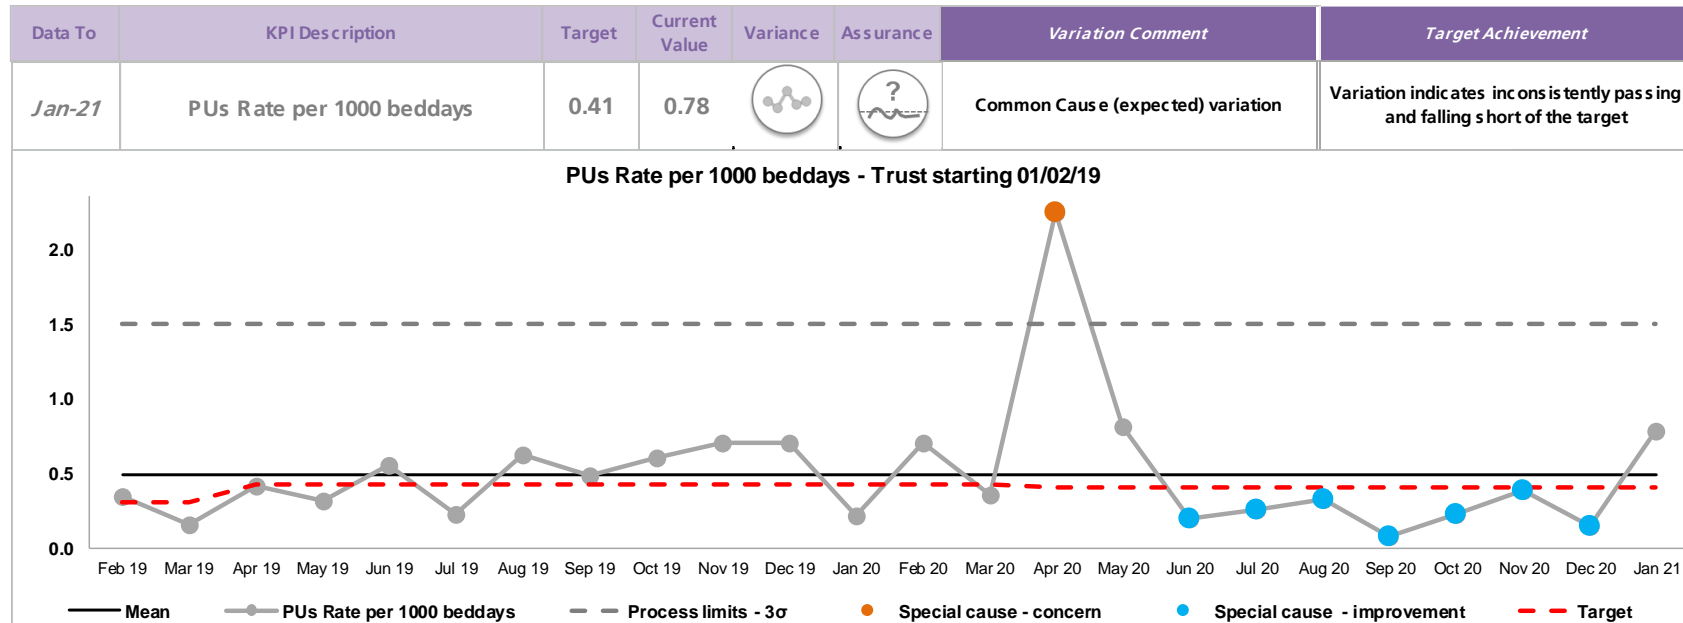 Data To KPI Description Target Current Value Variance Assurance Variation Comment Target Achievement
Jan-21 PUs Rate per 1000 beddays 0.41 0.78 ? Common Cause (expected) variation Variation indicates inconsistently passing and falling short of the target
PUs Rate per 1000 beddays - Trust starting 01/02/19
2.0
1.5
1.0
0.5
0.0
Feb 19 Mar 19 Apr 19 May 19 Jun 19 Jul 19 Aug 19 Sep 19 Oct 19 Nov 19 Dec 19 Jan 20 Feb 20 Mar 20 Apr 20 May 20 Jun 20 Jul 20 Aug 20 Sep 20 Oct 20 Nov 20 Dec 20 Jan 21
Mean PUs Rate per 1000 beddays Process limits - 3σ Special cause - concern Special cause - improvement Target